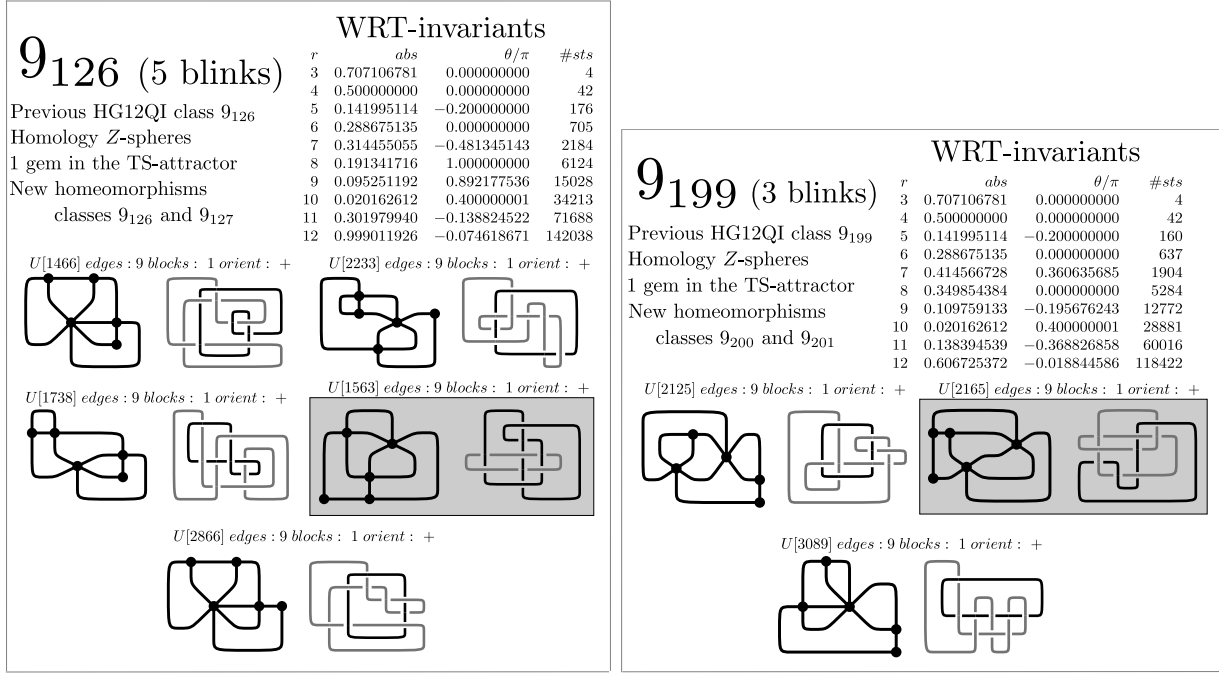 WRT-invariants
9126 (5 blinks)
r abs θ/π #sts
3 0.707106781 0.000000000 4
4 0.500000000 0.000000000 42
5 0.141995114 −0.200000000 176
6 0.288675135 0.000000000 705
7 0.314455055 −0.481345143 2184
8 0.191341716 1.000000000 6124
9 0.095251192 0.892177536 15028
10 0.020162612 0.400000001 34213
11 0.301979940 −0.138824522 71688
12 0.999011926 −0.074618671 142038
Previous HG12QI class 9126
Homology Z-spheres
1 gem in the TS-attractor
New homeomorphisms
classes 9126 and 9127
U[1466] edges : 9 blocks : 1 orient : +
U[2233] edges : 9 blocks : 1 orient : +
U[1738] edges : 9 blocks : 1 orient : +
U[1563] edges : 9 blocks : 1 orient : +
U[2866] edges : 9 blocks : 1 orient : +
WRT-invariants
9199 (3 blinks)
r abs θ/π #sts
3 0.707106781 0.000000000 4
4 0.500000000 0.000000000 42
5 0.141995114 −0.200000000 160
6 0.288675135 0.000000000 637
7 0.414566728 0.360635685 1904
8 0.349854384 0.000000000 5284
9 0.109759133 −0.195676243 12772
10 0.020162612 0.400000001 28881
11 0.138394539 −0.368826858 60016
12 0.606725372 −0.018844586 118422
Previous HG12QI class 9199
Homology Z-spheres
1 gem in the TS-attractor
New homeomorphisms
classes 9200 and 9201
U[2125] edges : 9 blocks : 1 orient : +
U[2165] edges : 9 blocks : 1 orient : +
U[3089] edges : 9 blocks : 1 orient : +